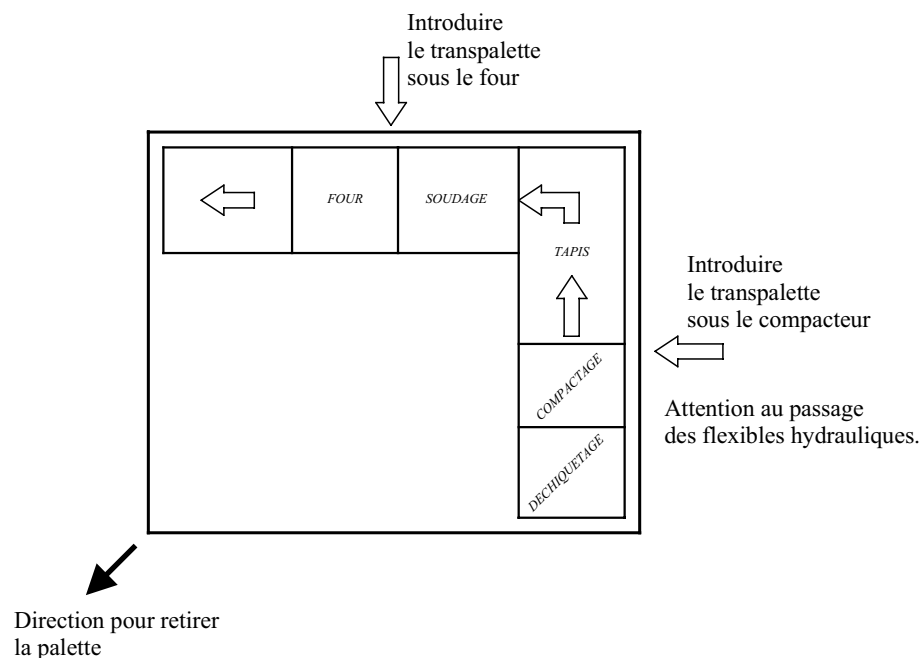 Introduire
le transpalette
sous le four
FOUR
SOUDAGE
TAPIS
Introduire
le transpalette
sous le compacteur
COMPACTAGE
Attention au passage
des flexibles hydrauliques.
DECHIQUETAGE
Direction pour retirer
la palette